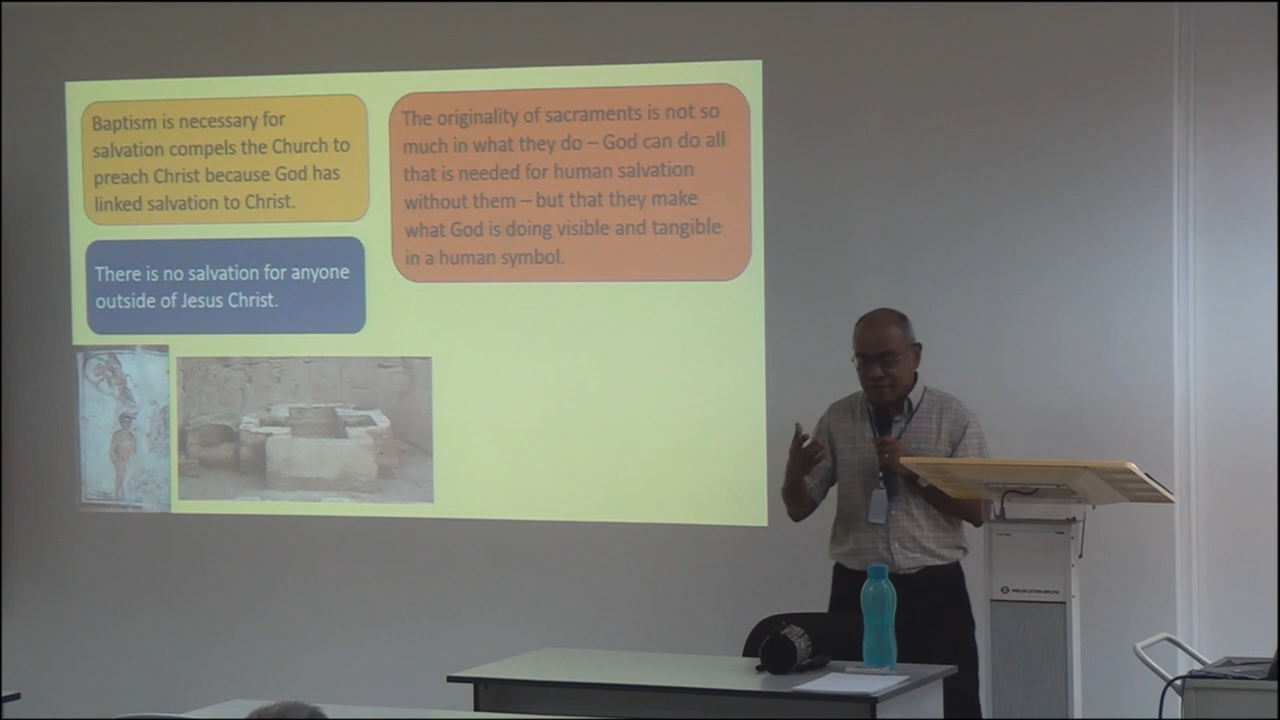 Baptism is necessary for
salvation compels the Church to
preach Christ because God has
linked salvation to Christ.
There is no salvation for anyone
outside of Jesus Christ.
The originality of sacraments is not so
much in what they do – God can do all
that is needed for human salvation
without them – but that they make
what God is doing visible and tangible
in a human symbol.